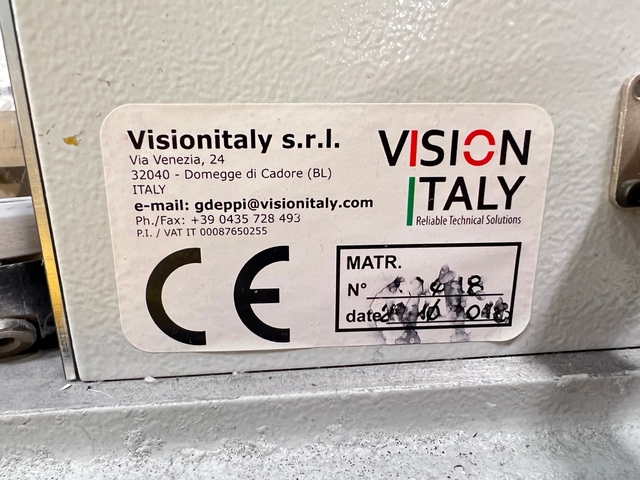 Visionitaly s.r.l.
Via Venezia, 24
32040 - Domegge di Cadore (BL)
ITALY
e-mail: gdeppi@visionitaly.com
Ph./Fax: +39 0435 728 493
P.I. / VAT IT 00087650255
CE
VISION
ITALY
Reliable Technical Solutions
MATR.
N°
date